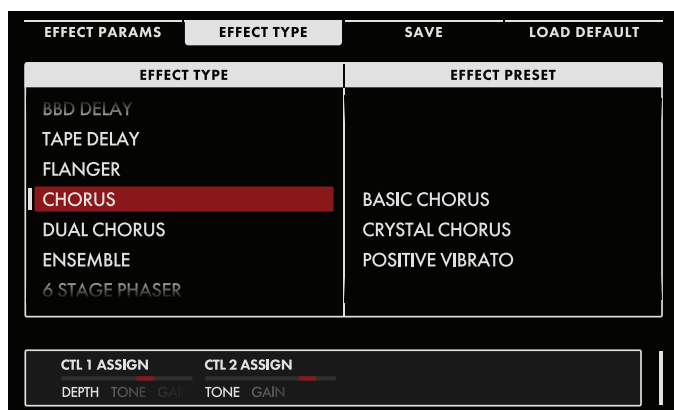 EFFECT PARAMS EFFECT TYPE SAVE LOAD DEFAULT
EFFECT TYPE EFFECT PRESET
BBD DELAY
TAPE DELAY
FLANGER
CHORUS BASIC CHORUS
DUAL CHORUS CRYSTAL CHORUS
ENSEMBLE POSITIVE VIBRATO
6 STAGE PHASER
CTL 1 ASSIGN CTL 2 ASSIGN
DEPTH TONE GAI TONE GAIN